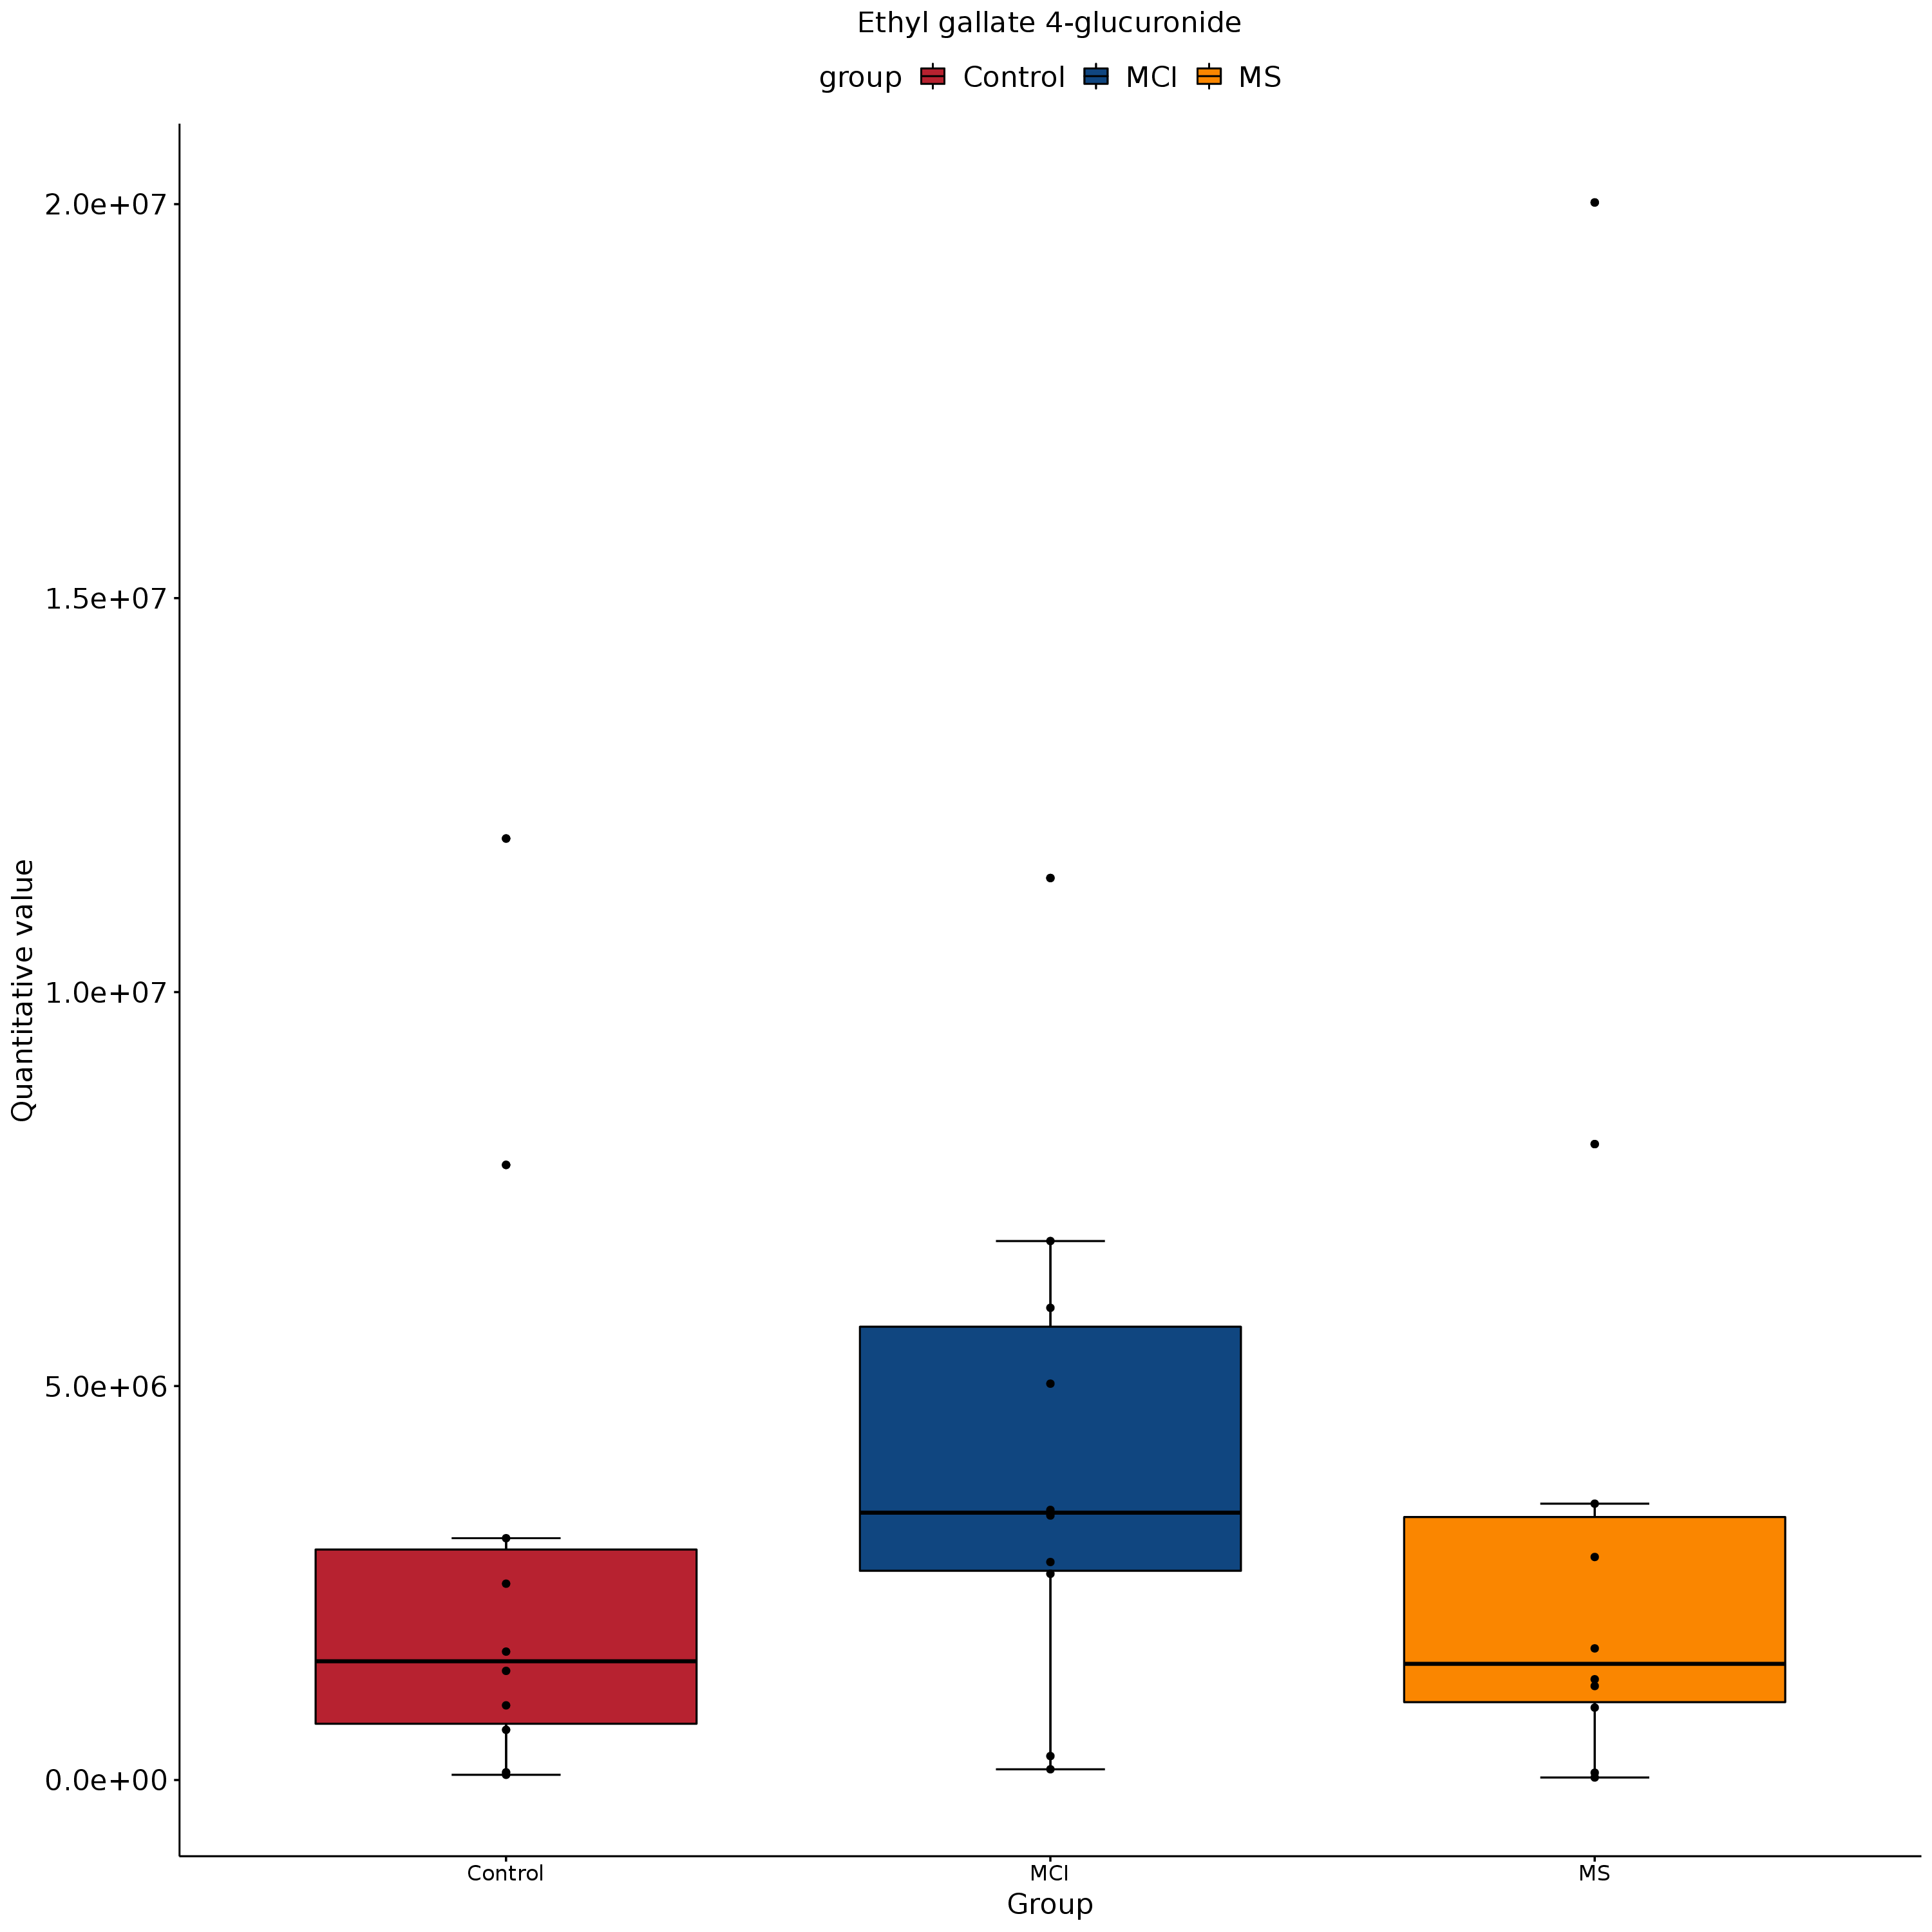 Ethyl gallate 4-glucuronide
group Control MCI MS
2.0e+07
1.5e+07
1.0e+07
5.0e+06
0.0e+00
Quantitative value
Control MCI MS
Group